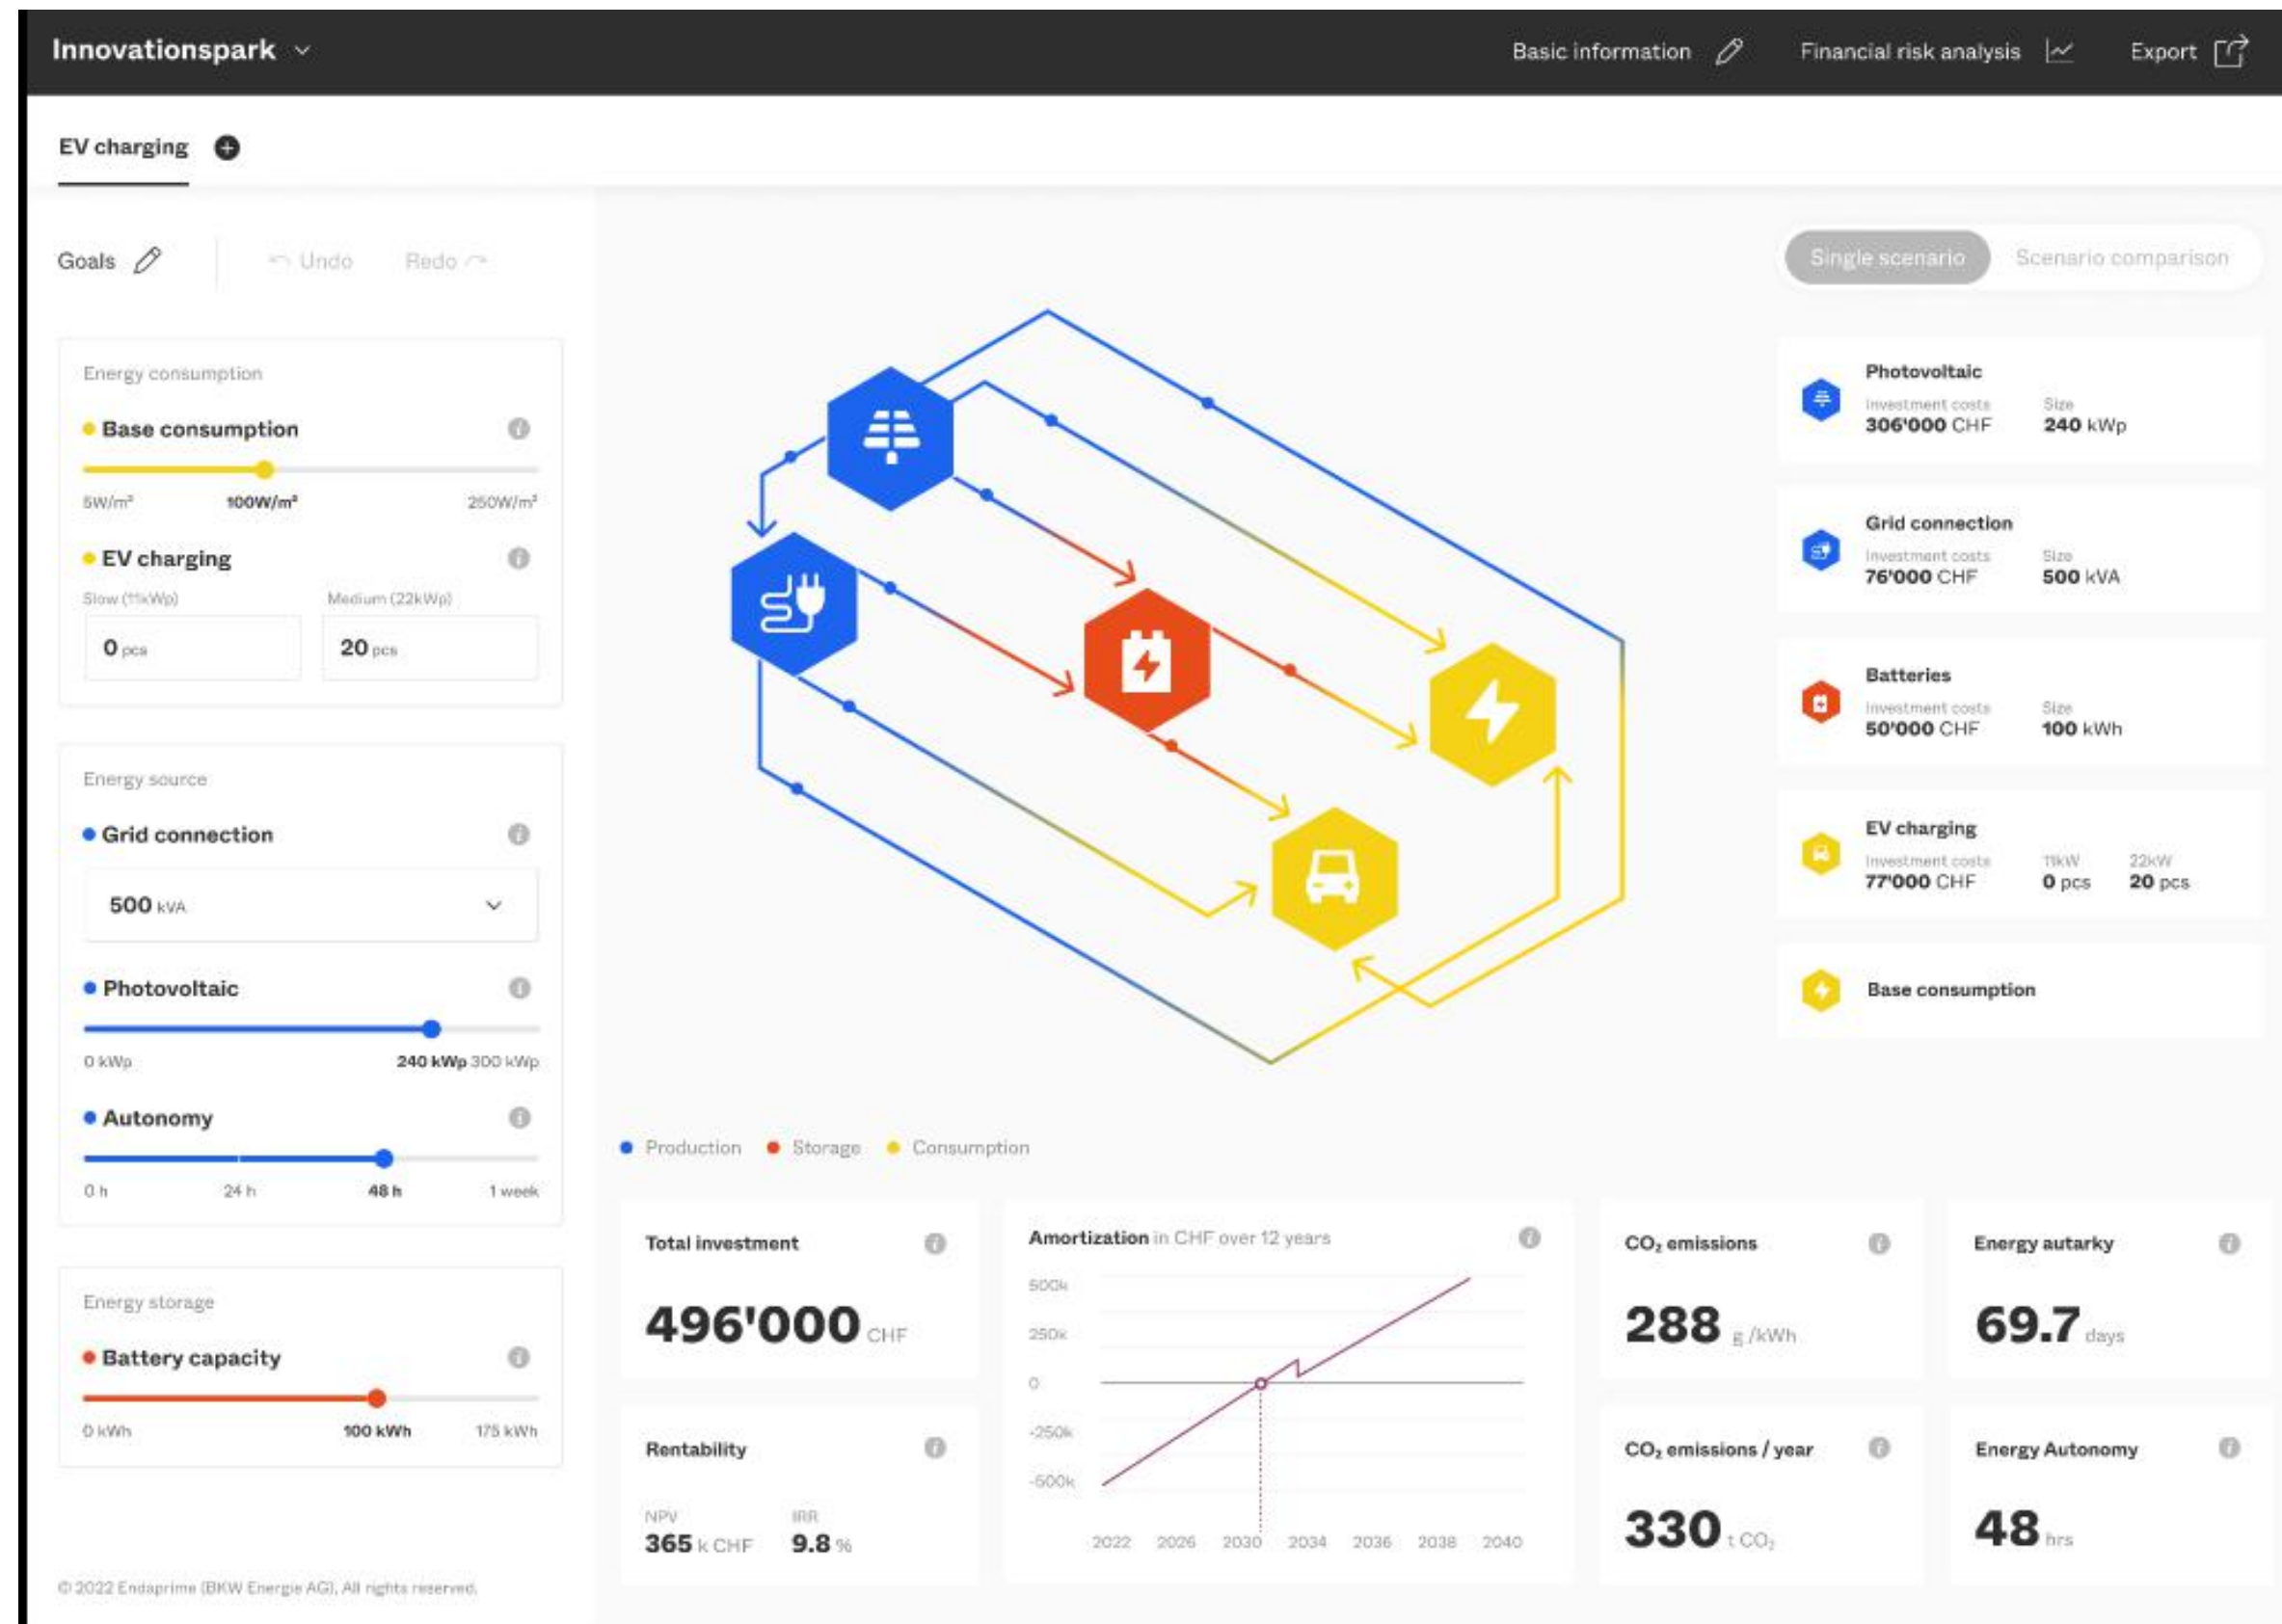 Innovationspark
Basic information
Financial risk analysis
Export
EV charging
Goals
Undo
Redo
Single scenario
Scenario comparison
Energy consumption
Base consumption
5W/m²
100W/m²
250W/m²
EV charging
Slow (11kWp)
Medium (22kWp)
0 pcs
20 pcs
Energy source
Grid connection
500 kVA
Photovoltaic
0 kWp
240 kWp
300 kWp
Autonomy
0 h
24 h
48 h
1 week
Energy storage
Battery capacity
0 kWh
100 kWh
175 kWh
© 2022 Endaprime (BKW Energie AG). All rights reserved.
Photovoltaic
Investment costs
Size
306'000 CHF
240 kWp
Grid connection
Investment costs
Size
76'000 CHF
500 kVA
Batteries
Investment costs
Size
50'000 CHF
100 kWh
EV charging
Investment costs
11kW
22kW
77'000 CHF
0 pcs
20 pcs
Base consumption
Production
Storage
Consumption
Total investment
496'000 CHF
Rentability
NPV
IRR
365 k CHF
9.8 %
Amortization in CHF over 12 years
500k
250k
0
-250k
-500k
2022
2026
2030
2034
2036
2038
2040
CO₂ emissions
288 g /kWh
Energy autarky
69.7 days
CO₂ emissions / year
330 t CO₂
Energy Autonomy
48 hrs